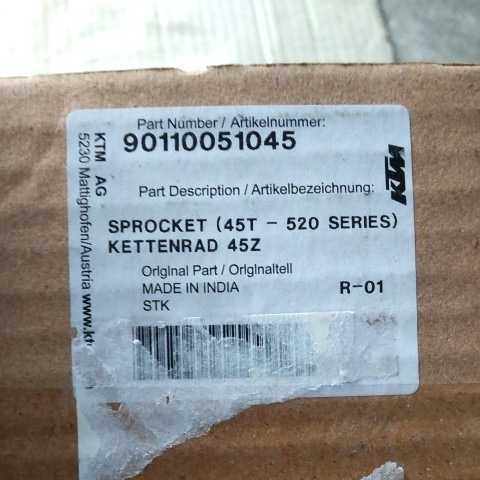 Part Number / Artikelnummer:
90110051045
Part Description / Artikelbezeichnung:
SPROCKET (45T - 520 SERIES)
KETTENRAD 45Z
Original Part / Originalteil
MADE IN INDIA
R-01
STK
KTM
KTM AG
5230 Mattighofen/Austria